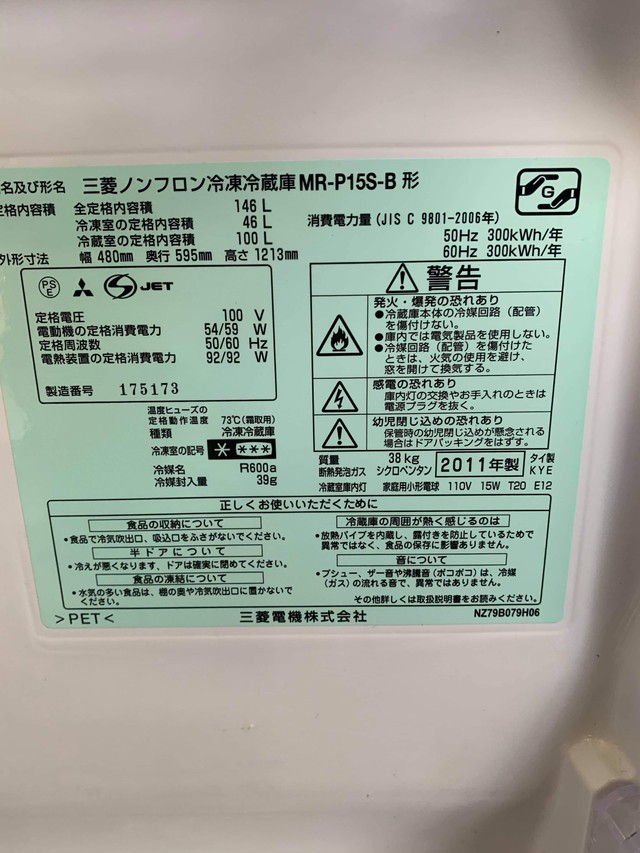 名及び形名 三菱ノンフロン冷凍冷蔵庫 MR-P15S-B 形
定格内容積 全定格内容積 146 L
冷凍室の定格内容積 46 L
冷蔵室の定格内容積 100 L
外形寸法 幅 480mm 奥行 595mm 高さ 1213mm
G
消費電力量 (JIS C 9801-2006年)
50Hz 300kWh/年
60Hz 300kWh/年
PSE JET
定格電圧 100 V
電動機の定格消費電力 54/59 W
定格周波数 50/60 Hz
電熱装置の定格消費電力 92/92 W
製造番号 175173
温度ヒューズの
定格動作温度 73℃(霜取用)
種類 冷凍冷蔵庫
冷凍室の記号 * ***
冷媒名 R600a
冷媒封入量 39g
警告
発火・爆発の恐れあり
●冷蔵庫本体の冷媒回路(配管)
を傷付けない。
●庫内では電気製品を使用しない。
●冷媒回路(配管)を傷付けた
ときは、火気の使用を避け、
窓を開けて換気する。
感電の恐れあり
庫内灯の交換やお手入れのときは
電源プラグを抜く。
幼児閉じ込めの恐れあり
保管時の幼児閉じ込めが懸念される
場合はドアパッキングをはずす。
質量 38kg
断熱発泡ガス シクロペンタン
2011年製
タイ製
KYE
冷蔵室庫内灯 家庭用小形電球 110V 15W T20 E12
正しくお使いいただくために
食品の収納について
●食品で冷気吹出口、吸込口をふさがないでください。
半ドアについて
●冷えが悪くなります、ドアは確実に閉めてください。
食品の凍結について
●水気の多い食品は、棚の奥や冷気吹出口に置かないで
ください。
冷蔵庫の周囲が熱く感じるのは
●放熱パイプを内蔵し、露付きを防止しているためで
異常ではなく、食品の保存に影響ありません。
音について
●プシュー、ザー音や沸騰音(ポコポコ)は、冷媒
(ガス)の流れる音で、異常ではありません。
その他詳しくは取扱説明書をお読みください。
>PET< 三菱電機株式会社 NZ79B079H06